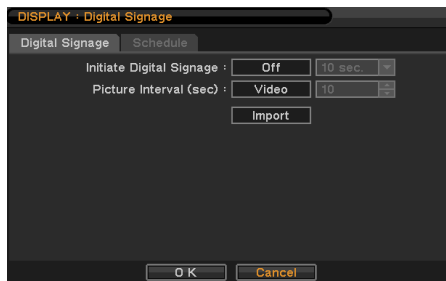 DISPLAY : Digital Signage
Digital Signage Schedule
Initiate Digital Signage : Off 10 sec.
Picture Interval (sec) : Video 10
Import
O K Cancel